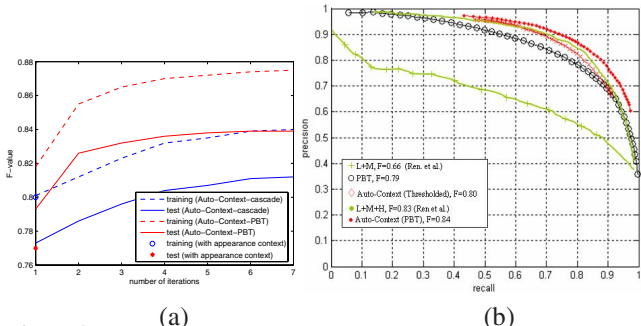 0.88
0.86
0.84
0.82
0.80
0.78
0.76
F-value
1 2 3 4 5 6 7
number of iterations
training (Auto-Context-cascade)
test (Auto-Context-cascade)
training (Auto-Context-PBT)
test (Auto-Context-PBT)
training (with appearance context)
test (with appearance context)
(a)
1
0.9
0.8
0.7
0.6
0.5
0.4
0.3
0.2
0.1
0
precision
0 0.1 0.2 0.3 0.4 0.5 0.6 0.7 0.8 0.9 1
recall
L+M, F=0.66 (Ren. et al.)
PBT, F=0.79
Auto-Context (Thresholded), F=0.80
L+M+H, F=0.83 (Ren et al.)
Auto-Context (PBT), F=0.84
(b)